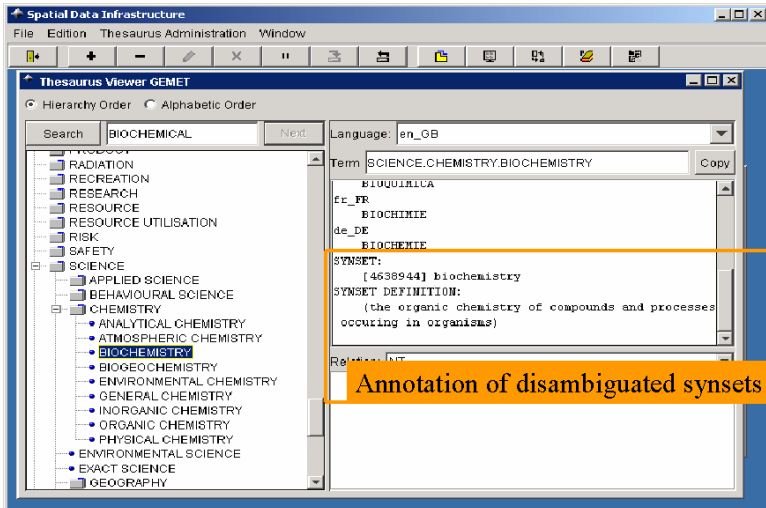 Spatial Data Infrastructure
File Edition Thesaurus Administration Window
Thesaurus Viewer GEMET
Hierarchy Order Alphabetic Order
Search BIOCHEMICAL Next
PRODUCT
RADIATION
RECREATION
RESEARCH
RESOURCE
RESOURCE UTILISATION
RISK
SAFETY
SCIENCE
APPLIED SCIENCE
BEHAVIOURAL SCIENCE
CHEMISTRY
ANALYTICAL CHEMISTRY
ATMOSPHERIC CHEMISTRY
BIOCHEMISTRY
BIOGEOCHEMISTRY
ENVIRONMENTAL CHEMISTRY
GENERAL CHEMISTRY
INORGANIC CHEMISTRY
ORGANIC CHEMISTRY
PHYSICAL CHEMISTRY
ENVIRONMENTAL SCIENCE
EXACT SCIENCE
GEOGRAPHY
Language: en_GB
Term SCIENCE.CHEMISTRY.BIOCHEMISTRY Copy
BIOQUIMICA
fr_FR
BIOCHIMIE
de_DE
BIOCHEMIE
SYNSET:
[4638944] biochemistry
SYNSET DEFINITION:
(the organic chemistry of compounds and processes
occuring in organisms)
Relation: NT
Annotation of disambiguated synsets